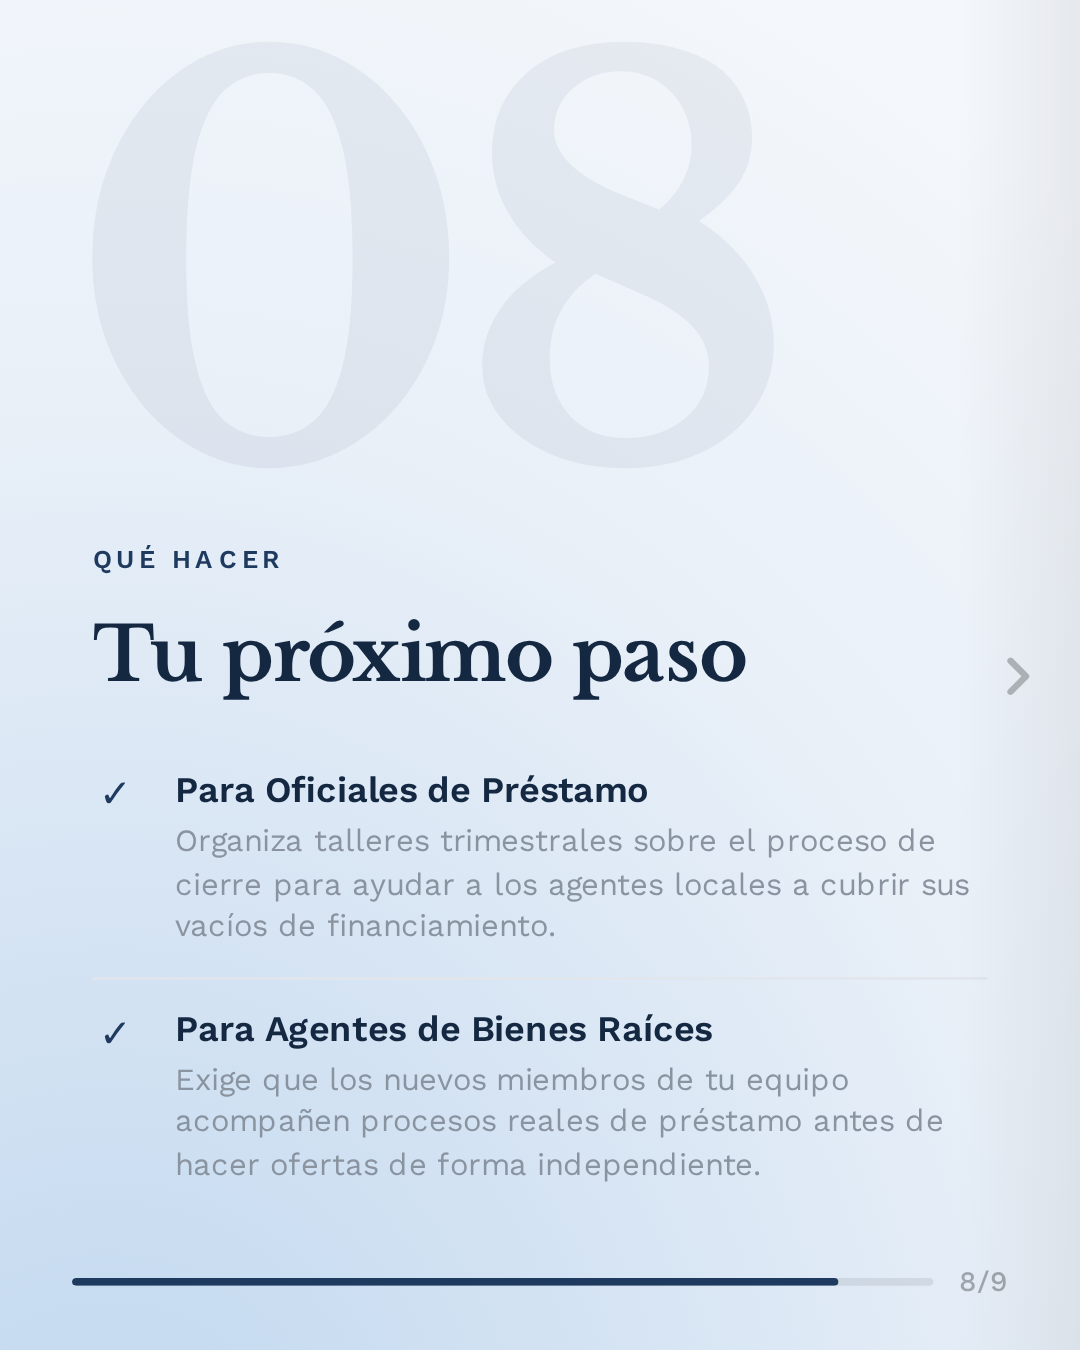 08
QUÉ HACER
Tu próximo paso
✓ Para Oficiales de Préstamo
Organiza talleres trimestrales sobre el proceso de
cierre para ayudar a los agentes locales a cubrir sus
vacíos de financiamiento.
✓ Para Agentes de Bienes Raíces
Exige que los nuevos miembros de tu equipo
acompañen procesos reales de préstamo antes de
hacer ofertas de forma independiente.
8/9